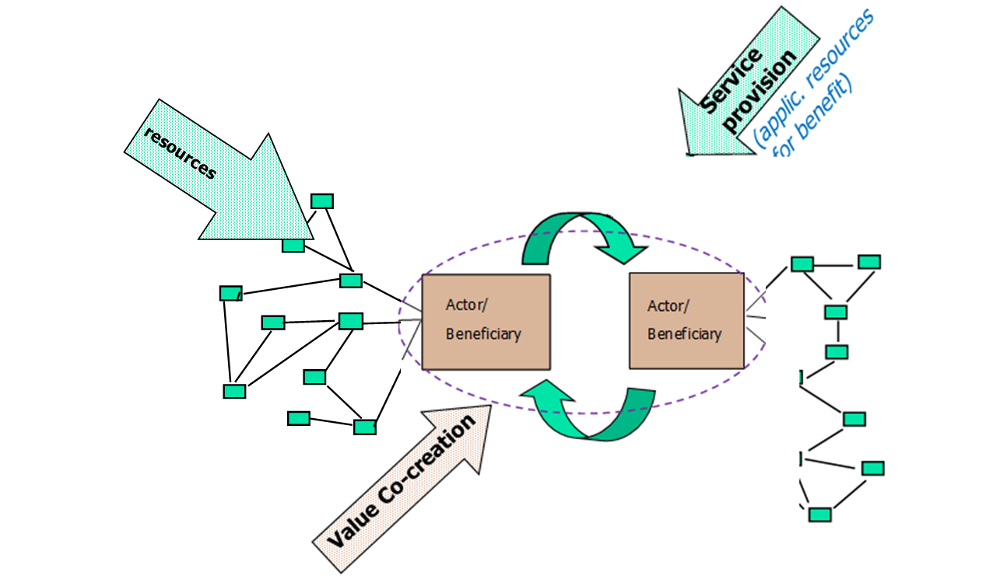 Service
provision
(applic. resources
for benefit)
resources
Actor/
Beneficiary
Actor/
Beneficiary
Value Co-creation